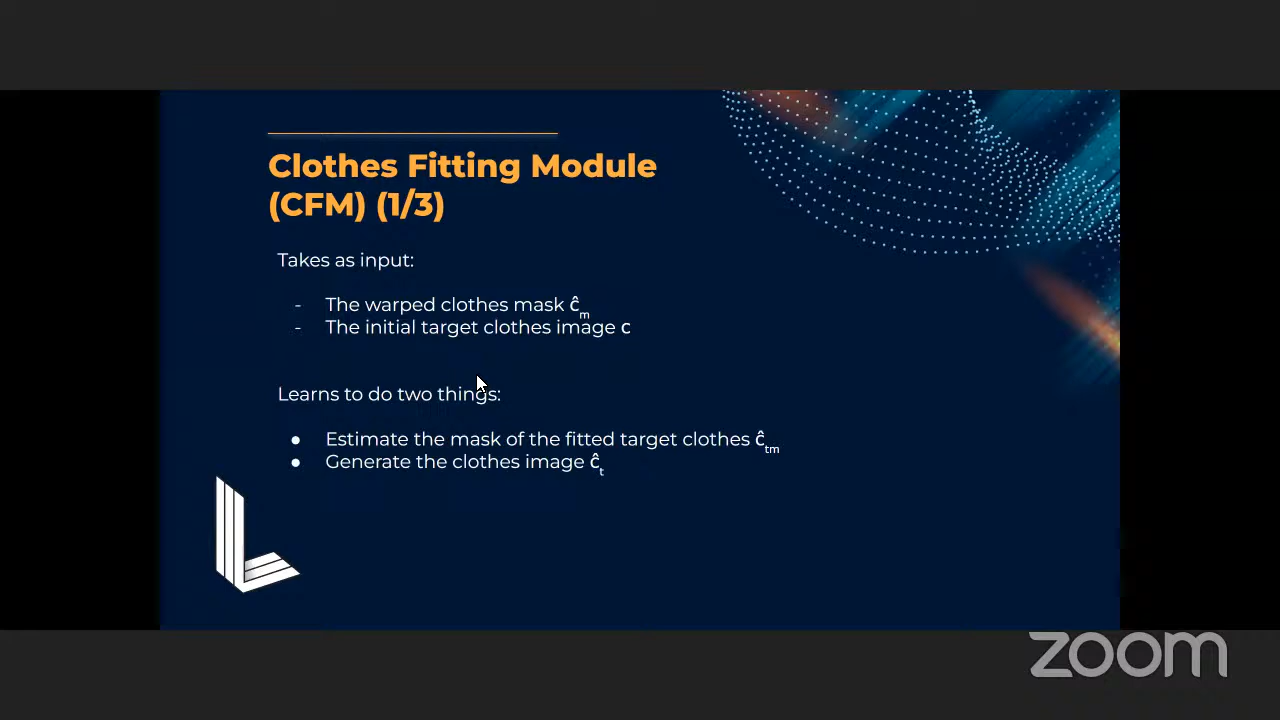 Clothes Fitting Module
(CFM) (1/3)
Takes as input:
- The warped clothes mask ĉm
- The initial target clothes image c
Learns to do two things:
● Estimate the mask of the fitted target clothes ĉtm
● Generate the clothes image ĉt
zoom